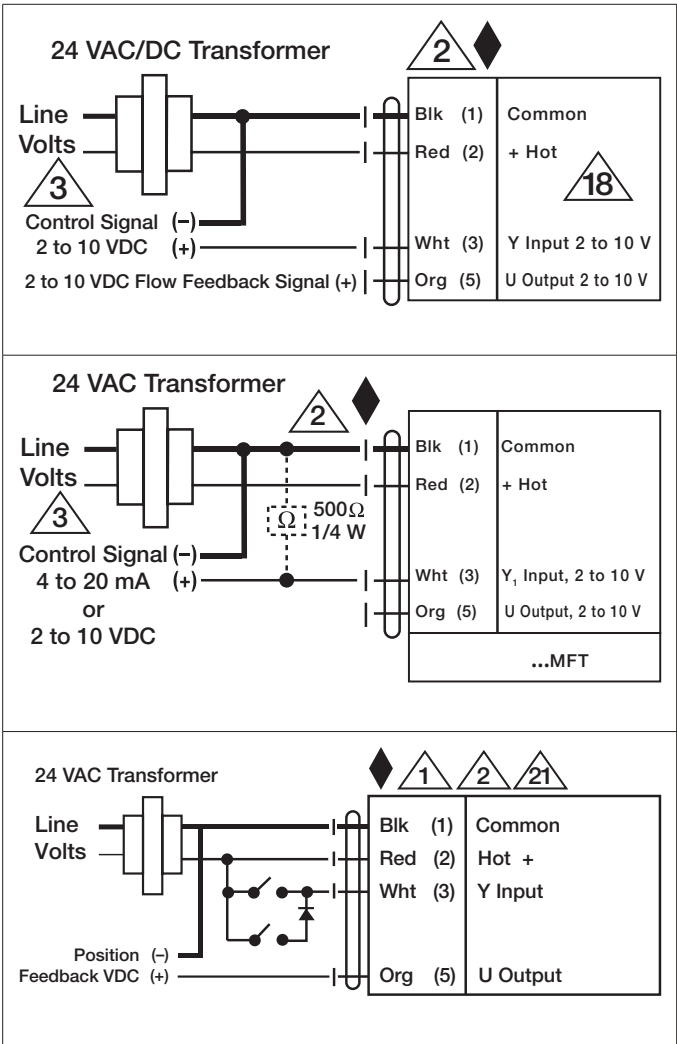 24 VAC/DC Transformer
2
Line
Volts
3
Blk (1) Common
Red (2) + Hot
18
Control Signal (−)
2 to 10 VDC (+)
Wht (3) Y Input 2 to 10 V
2 to 10 VDC Flow Feedback Signal (+)
Org (5) U Output 2 to 10 V
24 VAC Transformer
2
Line
Volts
3
Blk (1) Common
Red (2) + Hot
Ω
500Ω
1/4 W
Control Signal (−)
4 to 20 mA (+)
or
2 to 10 VDC
Wht (3) Y₁ Input, 2 to 10 V
Org (5) U Output, 2 to 10 V
...MFT
24 VAC Transformer
1
2
21
Line
Volts
Blk (1) Common
Red (2) Hot +
Wht (3) Y Input
Position (−)
Feedback VDC (+)
Org (5) U Output